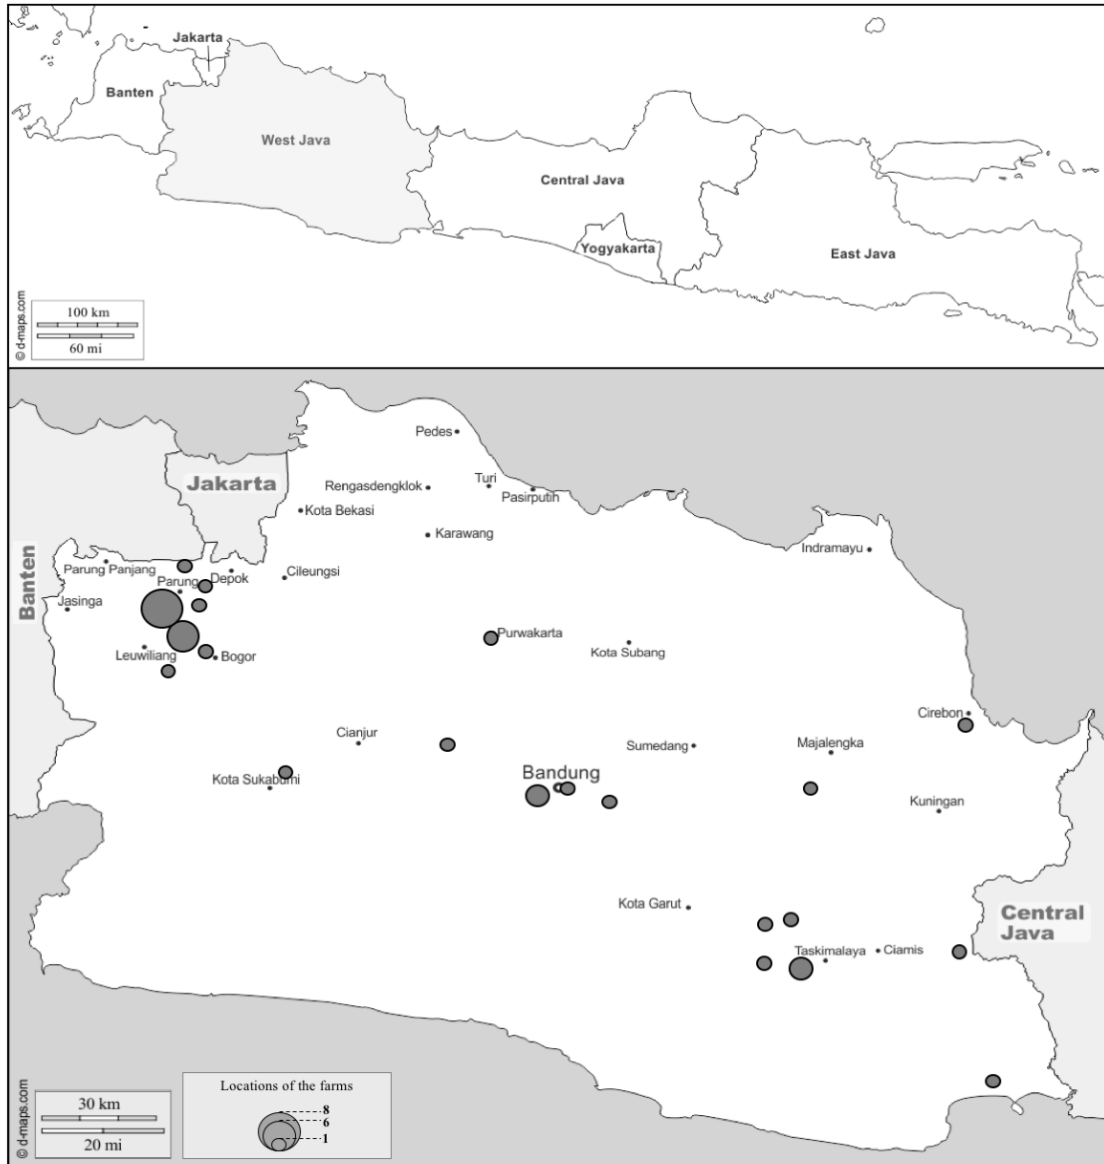 Jakarta
Banten
West Java
Central Java
Yogyakarta
East Java
100 km
60 mi
© d-maps.com
Pedes
Turi
Rengasdengklok
Pasirputih
Jakarta
Kota Bekasi
Karawang
Indramayu
Banten
Parung Panjang
Depok
Cileungsi
Parung
Jasinga
Purwakarta
Kota Subang
Leuwiliang
Bogor
Cirebon
Cianjur
Sumedang
Majalengka
Bandung
Kota Sukabumi
Kuningan
Kota Garut
Central
Java
Taskimalaya
Ciamis
Locations of the farms
8
6
1
30 km
20 mi
© d-maps.com